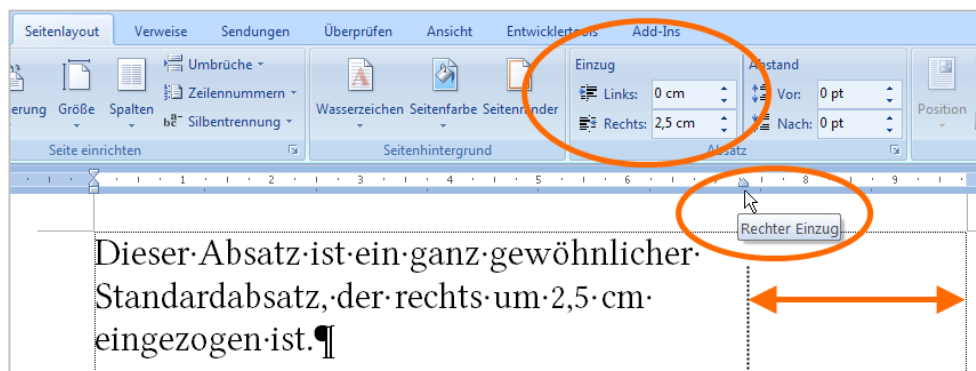 Seitenlayout Verweise Sendungen Überprüfen Ansicht Entwicklertools Add-Ins
Umbrüche Einzug Abstand
Zeilennummern Links: 0 cm Vor: 0 pt
Größe Spalten Silbentrennung Wasserzeichen Seitenfarbe Seitenränder Rechts: 2,5 cm Nach: 0 pt Position
Seite einrichten Seitenhintergrund Absatz
1 2 3 4 5 6 7 8 9
Rechter Einzug
Dieser·Absatz·ist·ein·ganz·gewöhnlicher·
Standardabsatz,·der·rechts·um·2,5·cm·
eingezogen·ist.¶